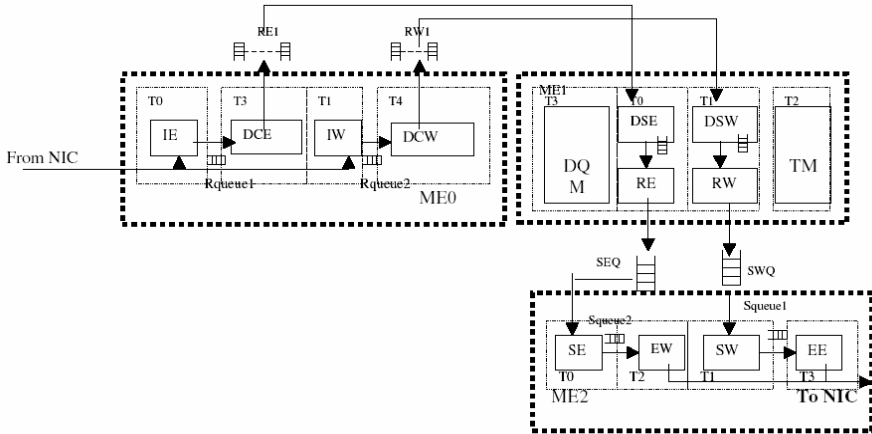 RE1
RW1
ME1
T0
T3
T1
T4
T3
T0
T1
T2
IE
DCE
IW
DCW
DSE
DSW
From NIC
DQ
M
RE
RW
TM
Rqueue1
Rqueue2
ME0
SEQ
SWQ
Squeue1
Squeue2
SE
EW
SW
EE
T0
T2
T1
T3
ME2
To NIC